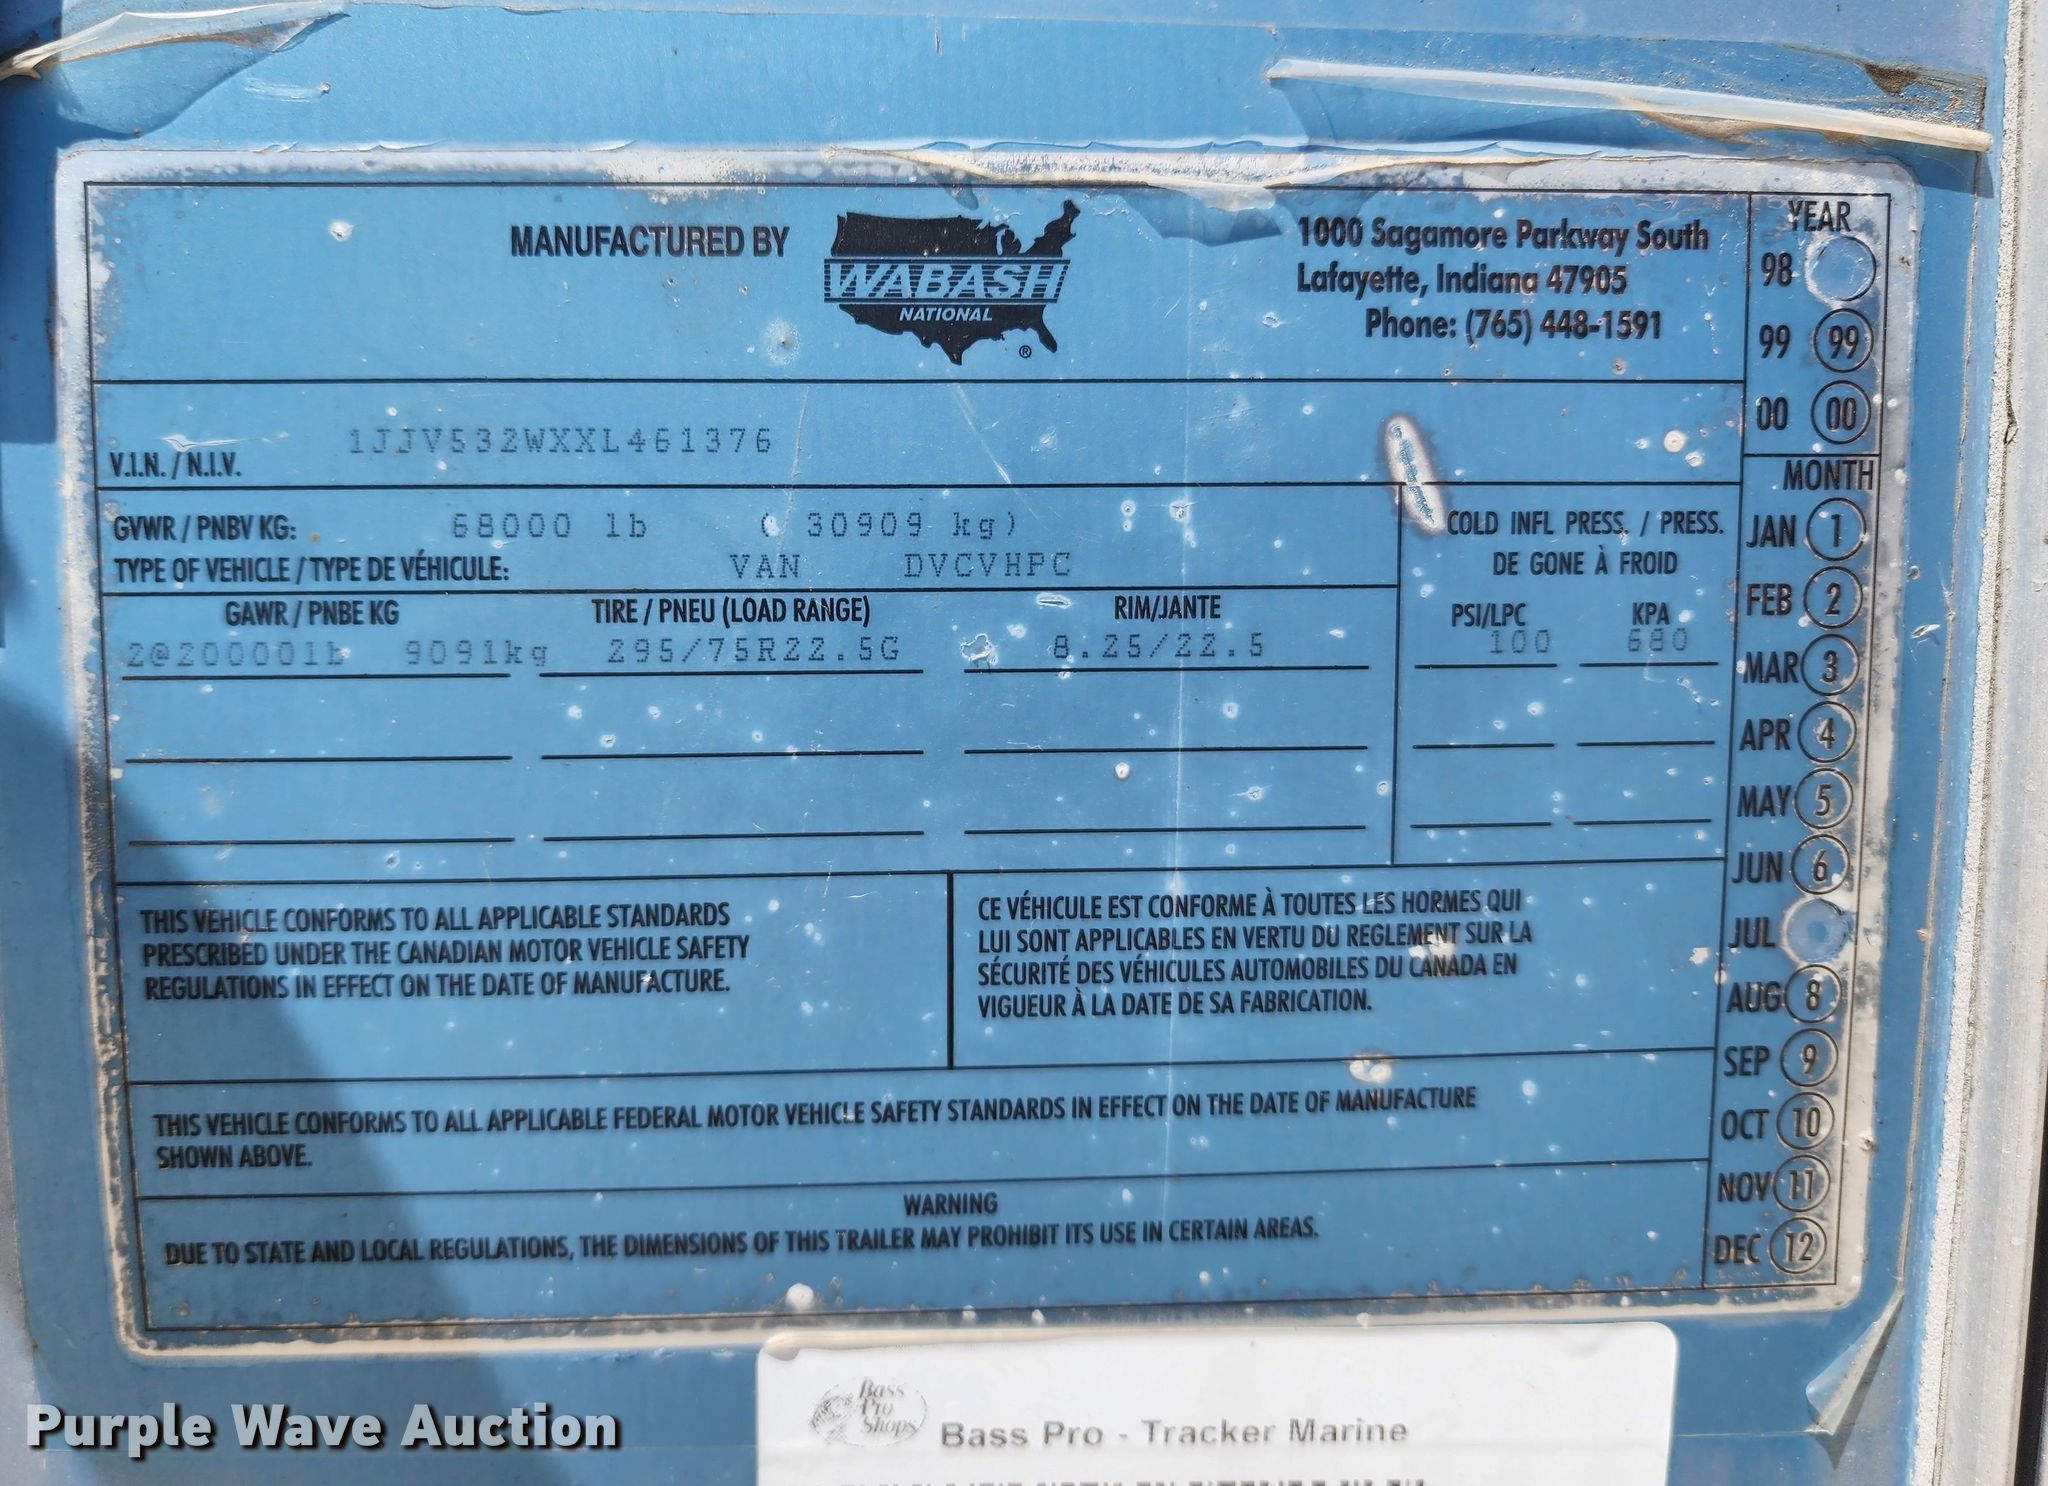 MANUFACTURED BY
WABASH
NATIONAL
®
1000 Sagamore Parkway South
Lafayette, Indiana 47905
Phone: (765) 448-1591
YEAR
98
99 99
00 00
V.I.N. / N.I.V. 1JJV532WXXL461376
GVWR / PNBV KG: 68000 lb ( 30909 kg)
TYPE OF VEHICLE / TYPE DE VÉHICULE: VAN DVCVHPC
COLD INFL PRESS. / PRESS.
DE GONE À FROID
GAWR / PNBE KG TIRE / PNEU (LOAD RANGE) RIM/JANTE PSI/LPC KPA
2@20000lb 9091kg 295/75R22.5G 8.25/22.5 100 680
MONTH
JAN 1
FEB 2
MAR 3
APR 4
MAY 5
JUN 6
JUL
AUG 8
SEP 9
OCT 10
NOV 11
DEC 12
THIS VEHICLE CONFORMS TO ALL APPLICABLE STANDARDS
PRESCRIBED UNDER THE CANADIAN MOTOR VEHICLE SAFETY
REGULATIONS IN EFFECT ON THE DATE OF MANUFACTURE.
CE VÉHICULE EST CONFORME À TOUTES LES HORMES QUI
LUI SONT APPLICABLES EN VERTU DU REGLEMENT SUR LA
SÉCURITÉ DES VÉHICULES AUTOMOBILES DU CANADA EN
VIGUEUR À LA DATE DE SA FABRICATION.
THIS VEHICLE CONFORMS TO ALL APPLICABLE FEDERAL MOTOR VEHICLE SAFETY STANDARDS IN EFFECT ON THE DATE OF MANUFACTURE
SHOWN ABOVE.
WARNING
DUE TO STATE AND LOCAL REGULATIONS, THE DIMENSIONS OF THIS TRAILER MAY PROHIBIT ITS USE IN CERTAIN AREAS.
Bass
Pro
Shops
Bass Pro - Tracker Marine
Purple Wave Auction